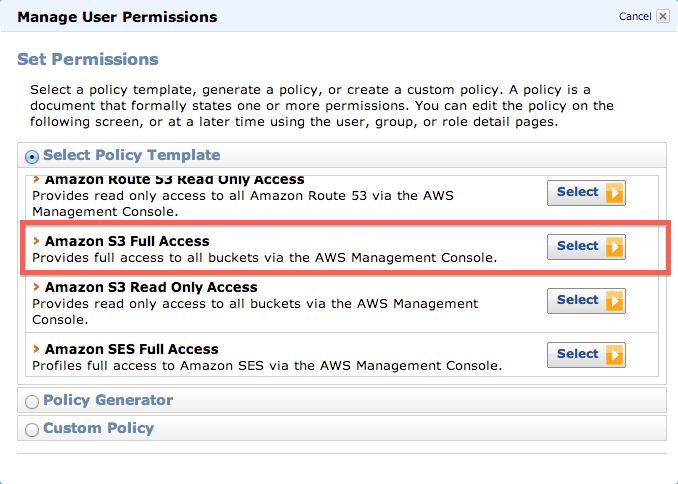 Manage User Permissions
Cancel
Set Permissions
Select a policy template, generate a policy, or create a custom policy. A policy is a
document that formally states one or more permissions. You can edit the policy on the
following screen, or at a later time using the user, group, or role detail pages.
Select Policy Template
Amazon Route 53 Read Only Access
Provides read only access to all Amazon Route 53 via the AWS
Management Console.
Select
Amazon S3 Full Access
Provides full access to all buckets via the AWS Management Console.
Select
Amazon S3 Read Only Access
Provides read only access to all buckets via the AWS Management
Console.
Select
Amazon SES Full Access
Profiles full access to Amazon SES via the AWS Management Console.
Select
Policy Generator
Custom Policy